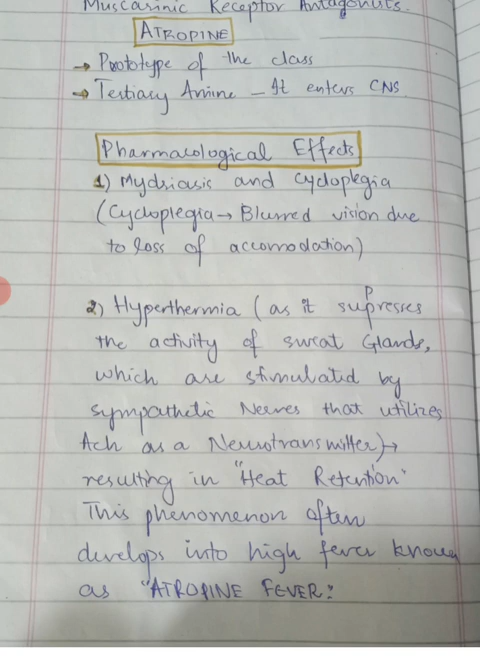 Muscarinic Receptor Antagonists.
ATROPINE
→ Prototype of the class
→ Tertiary Amine – It enters CNS
Pharmacological Effects
1) Mydriasis and cycloplegia
(Cycloplegia → Blurred vision due
to loss of accomodation)
2) Hyperthermia (as it suppresses
the activity of sweat Glands,
which are stimulated by
sympathetic Nerves that utilizes
Ach as a Neurotransmitter) →
resulting in "Heat Retention"
This phenomenon often
develops into high fever known
as "ATROPINE FEVER".